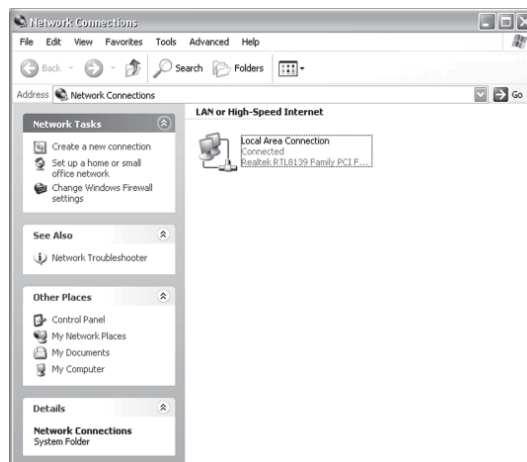 Network Connections
File Edit View Favorites Tools Advanced Help
Back Search Folders
Address Network Connections Go
Network Tasks
Create a new connection
Set up a home or small
office network
Change Windows Firewall
settings
See Also
Network Troubleshooter
Other Places
Control Panel
My Network Places
My Documents
My Computer
Details
Network Connections
System Folder
LAN or High-Speed Internet
Local Area Connection
Connected
Realtek RTL8139 Family PCI F...